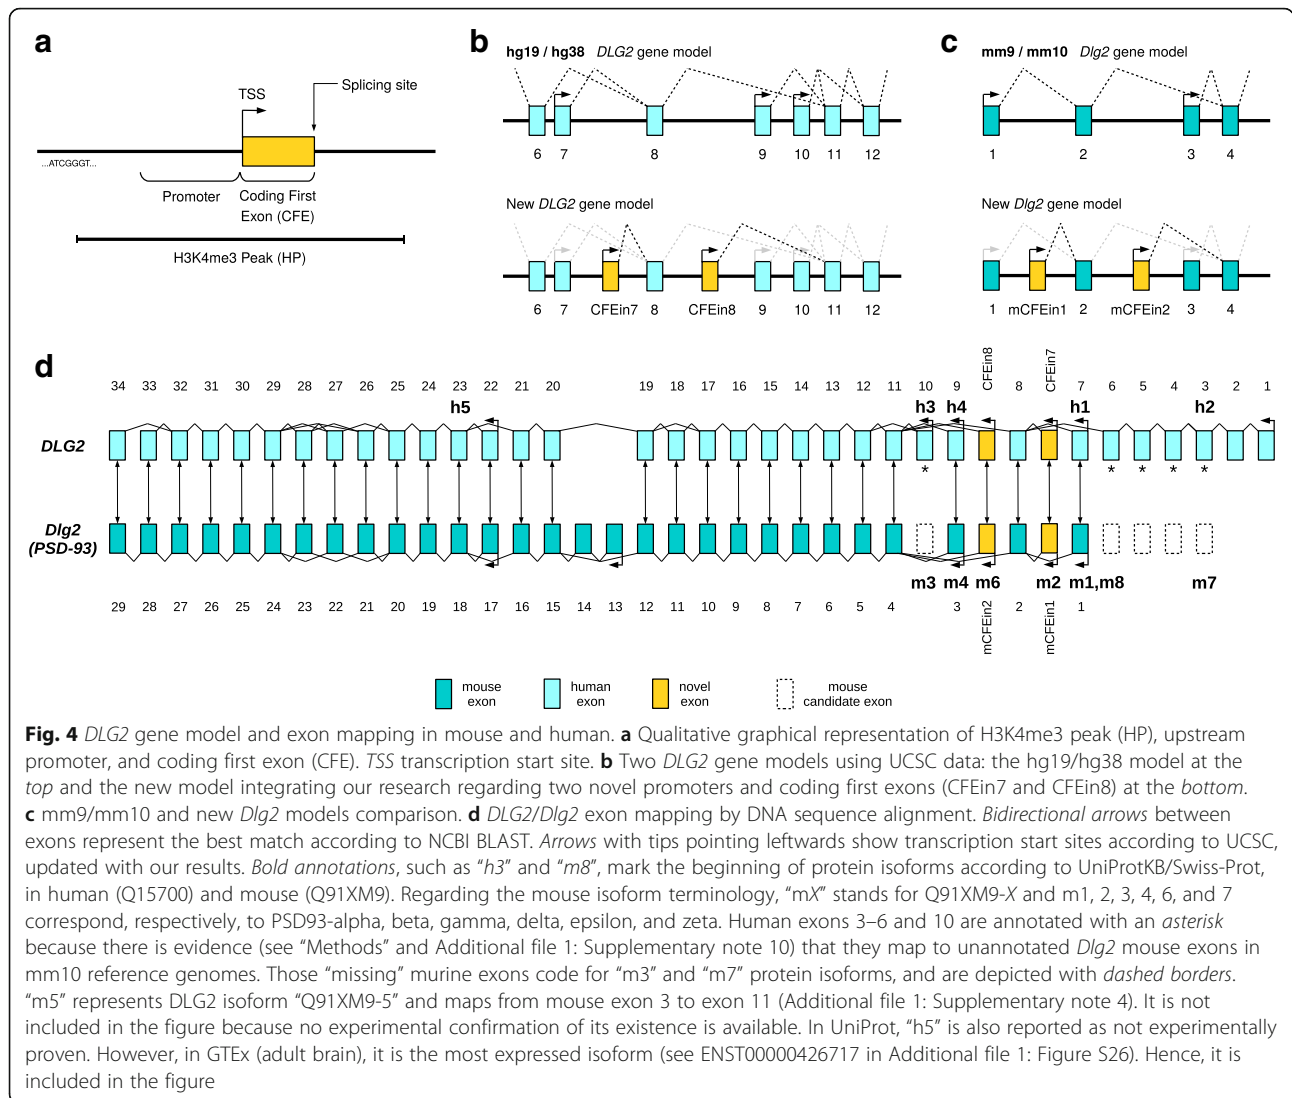 a
TSS
Splicing site
...ATCGGGT...
Promoter
Coding First
Exon (CFE)
H3K4me3 Peak (HP)
b
hg19 / hg38 DLG2 gene model
6 7 8 9 10 11 12
New DLG2 gene model
6 7 CFEin7 8 CFEin8 9 10 11 12
c
mm9 / mm10 Dlg2 gene model
1 2 3 4
New Dlg2 gene model
1 mCFEin1 2 mCFEin2 3 4
d
34 33 32 31 30 29 28 27 26 25 24 23 22 21 20 19 18 17 16 15 14 13 12 11 10 9 CFEin8 8 CFEin7 7 6 5 4 3 2 1
h5 h3 h4 h1 h2
DLG2
* * * * *
Dlg2
(PSD-93)
m3 m4 m6 m2 m1,m8 m7
29 28 27 26 25 24 23 22 21 20 19 18 17 16 15 14 13 12 11 10 9 8 7 6 5 4 3 mCFEin2 2 mCFEin1 1
mouse
exon
human
exon
novel
exon
mouse
candidate exon
Fig. 4 DLG2 gene model and exon mapping in mouse and human. a Qualitative graphical representation of H3K4me3 peak (HP), upstream
promoter, and coding first exon (CFE). TSS transcription start site. b Two DLG2 gene models using UCSC data: the hg19/hg38 model at the
top and the new model integrating our research regarding two novel promoters and coding first exons (CFEin7 and CFEin8) at the bottom.
c mm9/mm10 and new Dlg2 models comparison. d DLG2/Dlg2 exon mapping by DNA sequence alignment. Bidirectional arrows between
exons represent the best match according to NCBI BLAST. Arrows with tips pointing leftwards show transcription start sites according to UCSC,
updated with our results. Bold annotations, such as “h3” and “m8”, mark the beginning of protein isoforms according to UniProtKB/Swiss-Prot,
in human (Q15700) and mouse (Q91XM9). Regarding the mouse isoform terminology, “mX” stands for Q91XM9-X and m1, 2, 3, 4, 6, and 7
correspond, respectively, to PSD93-alpha, beta, gamma, delta, epsilon, and zeta. Human exons 3–6 and 10 are annotated with an asterisk
because there is evidence (see “Methods” and Additional file 1: Supplementary note 10) that they map to unannotated Dlg2 mouse exons in
mm10 reference genomes. Those “missing” murine exons code for “m3” and “m7” protein isoforms, and are depicted with dashed borders.
“m5” represents DLG2 isoform “Q91XM9-5” and maps from mouse exon 3 to exon 11 (Additional file 1: Supplementary note 4). It is not
included in the figure because no experimental confirmation of its existence is available. In UniProt, “h5” is also reported as not experimentally
proven. However, in GTEx (adult brain), it is the most expressed isoform (see ENST00000426717 in Additional file 1: Figure S26). Hence, it is
included in the figure